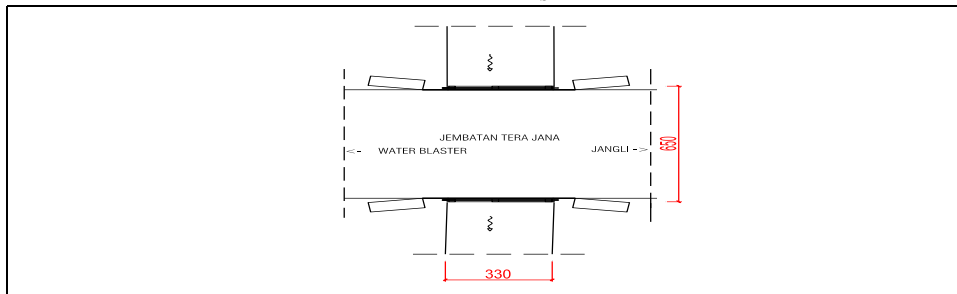 JEMBATAN TERA JANA
<- WATER BLASTER
JANGLI ->
650
330